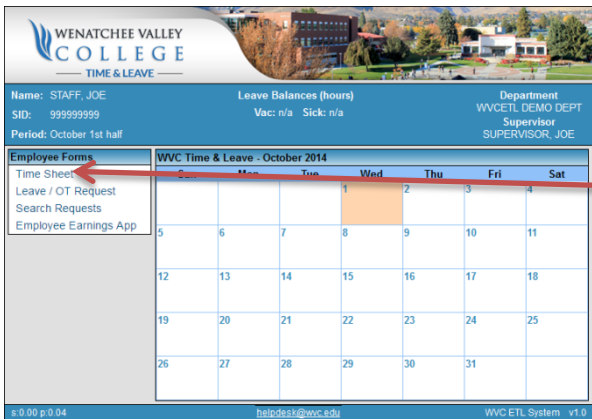 WENATCHEE VALLEY
COLLEGE
TIME & LEAVE
Name: STAFF, JOE
SID: 999999999
Period: October 1st half
Leave Balances (hours)
Vac: n/a Sick: n/a
Department
WVCETL DEMO DEPT
Supervisor
SUPERVISOR, JOE
Employee Forms
Time Sheet
Leave / OT Request
Search Requests
Employee Earnings App
WVC Time & Leave - October 2014
Sun Mon Tue Wed Thu Fri Sat
1 2 3 4
5 6 7 8 9 10 11
12 13 14 15 16 17 18
19 20 21 22 23 24 25
26 27 28 29 30 31
s:0.00 p:0.04 helpdesk@wvc.edu WVC ETL System v1.0